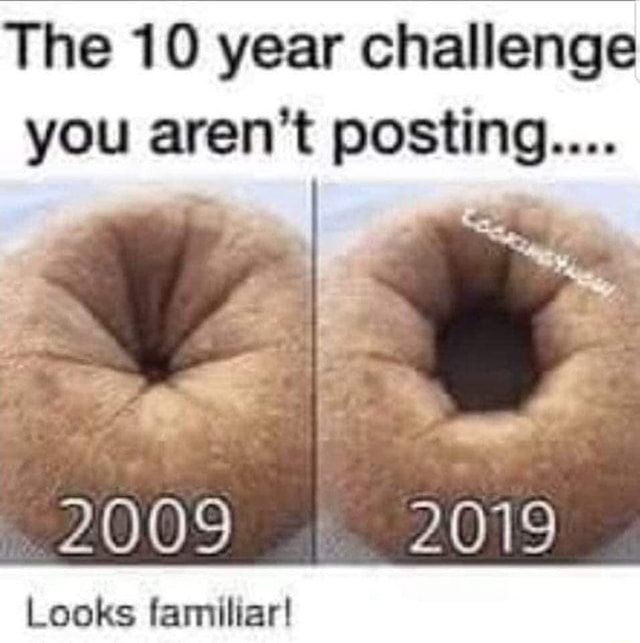 The 10 year challenge
you aren't posting....
2009
2019
Looks familiar!